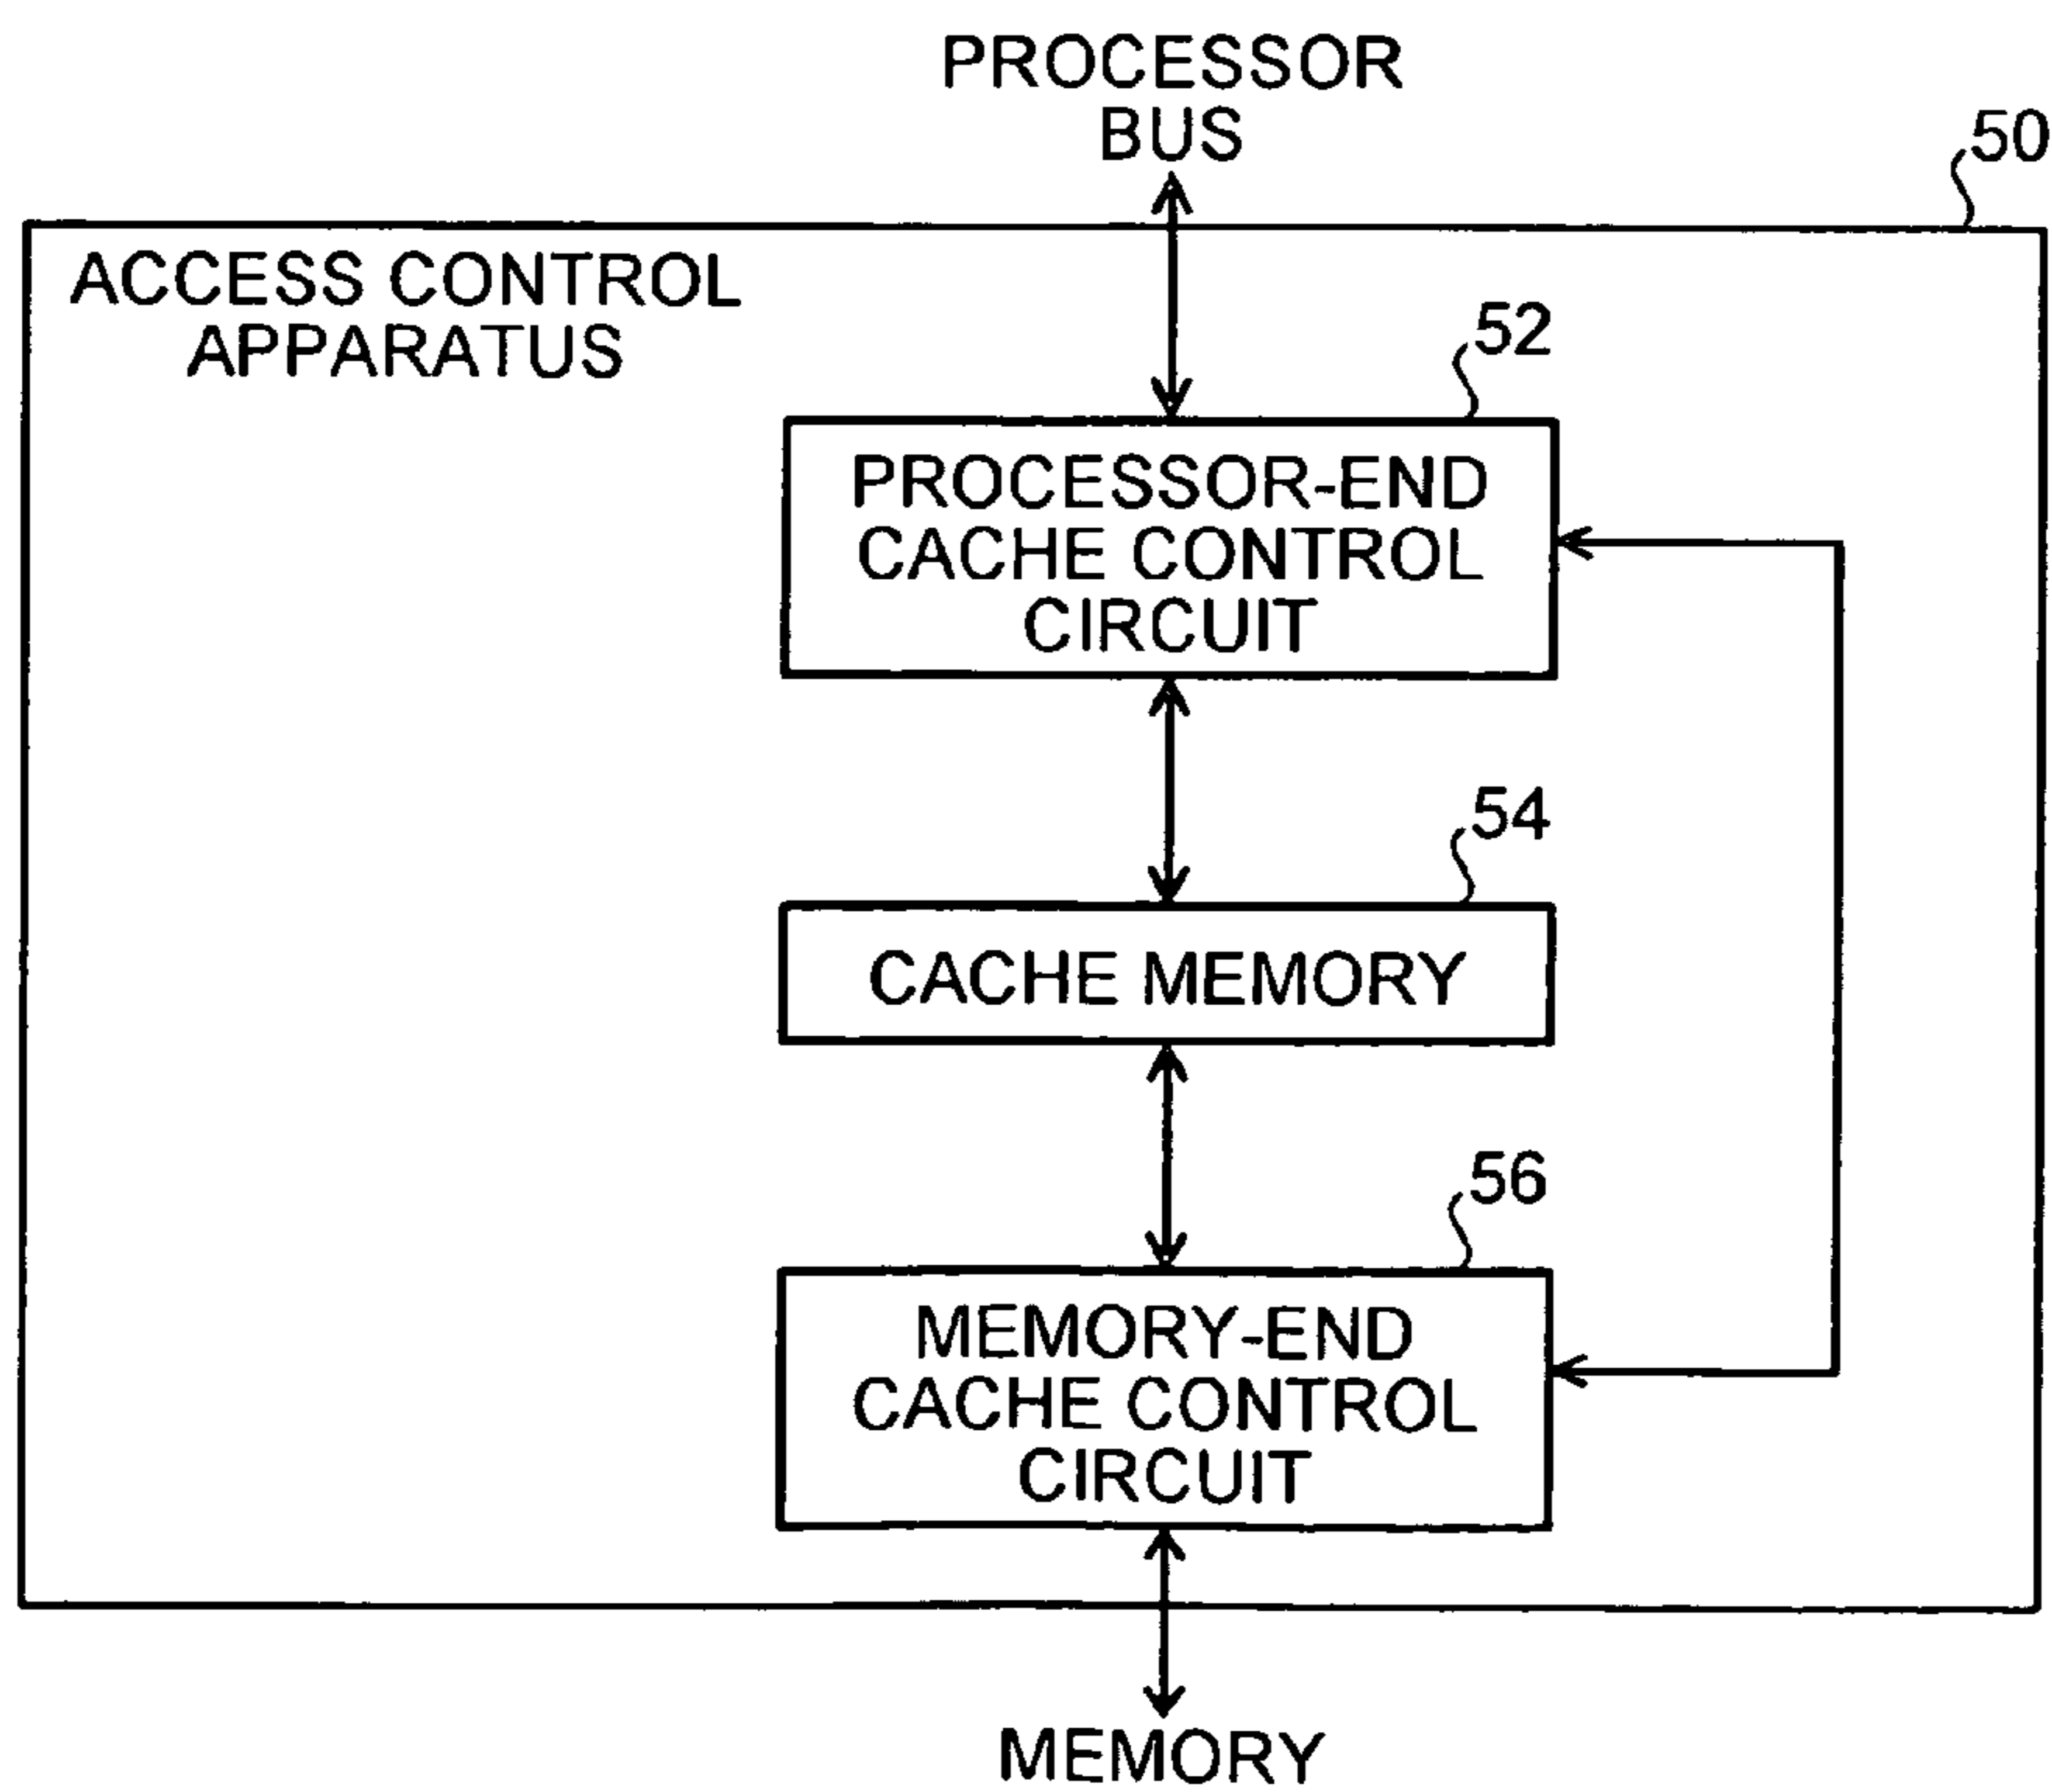 PROCESSOR
BUS
50
ACCESS CONTROL
APPARATUS
52
PROCESSOR-END
CACHE CONTROL
CIRCUIT
54
CACHE MEMORY
56
MEMORY-END
CACHE CONTROL
CIRCUIT
MEMORY